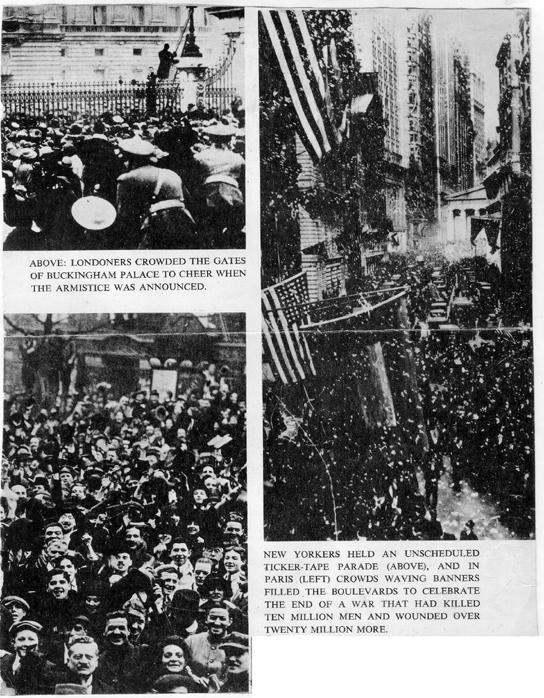 ABOVE: LONDONERS CROWDED THE GATES
OF BUCKINGHAM PALACE TO CHEER WHEN
THE ARMISTICE WAS ANNOUNCED.
NEW YORKERS HELD AN UNSCHEDULED
TICKER-TAPE PARADE (ABOVE), AND IN
PARIS (LEFT) CROWDS WAVING BANNERS
FILLED THE BOULEVARDS TO CELEBRATE
THE END OF A WAR THAT HAD KILLED
TEN MILLION MEN AND WOUNDED OVER
TWENTY MILLION MORE.